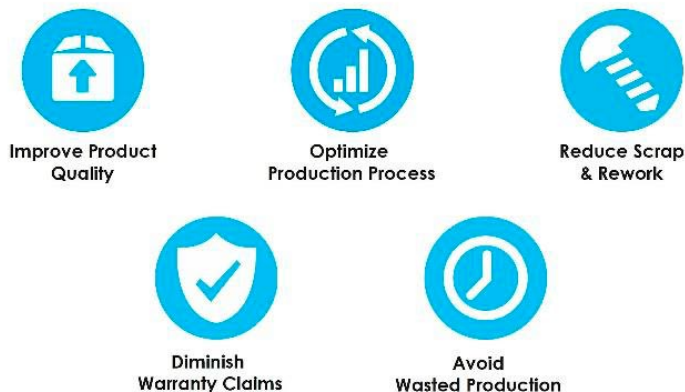 Improve Product
Quality
Optimize
Production Process
Reduce Scrap
& Rework
Diminish
Warranty Claims
Avoid
Wasted Production